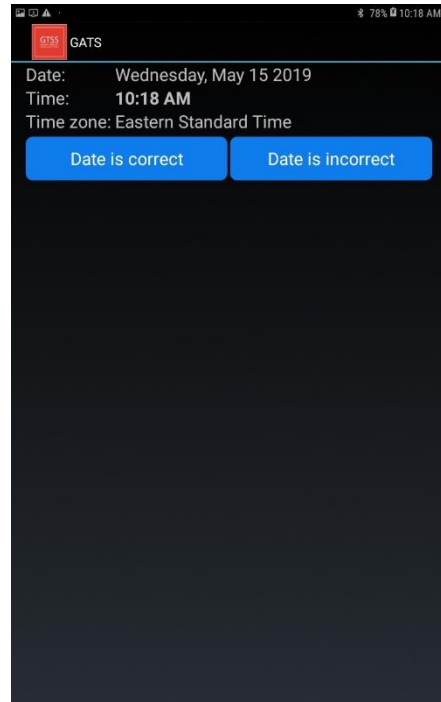 78% 10:18 AM
GTSS
GATS
Date: Wednesday, May 15 2019
Time: 10:18 AM
Time zone: Eastern Standard Time
Date is correct Date is incorrect